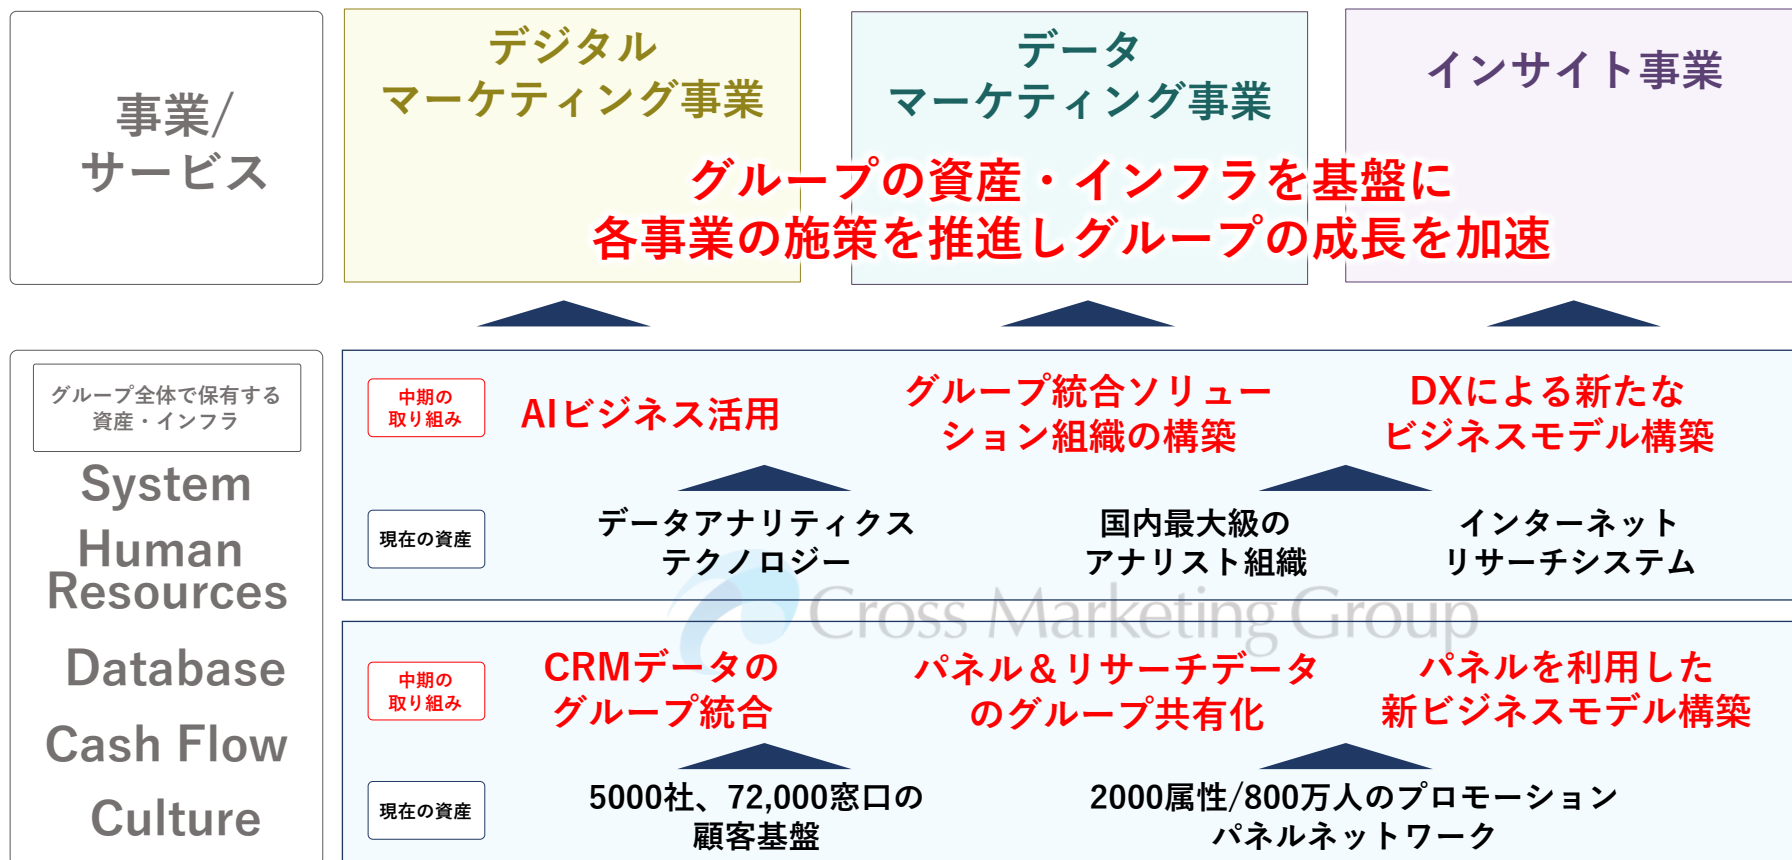 事業/
サービス
デジタル
マーケティング事業
データ
マーケティング事業
インサイト事業
グループの資産・インフラを基盤に
各事業の施策を推進しグループの成長を加速
グループ全体で保有する
資産・インフラ
System
Human
Resources
Database
Cash Flow
Culture
中期の
取り組み
AIビジネス活用
グループ統合ソリュー
ション組織の構築
DXによる新たな
ビジネスモデル構築
現在の資産
データアナリティクス
テクノロジー
国内最大級の
アナリスト組織
インターネット
リサーチシステム
Cross Marketing Group
中期の
取り組み
CRMデータの
グループ統合
パネル＆リサーチデータ
のグループ共有化
パネルを利用した
新ビジネスモデル構築
現在の資産
5000社、72,000窓口の
顧客基盤
2000属性/800万人のプロモーション
パネルネットワーク